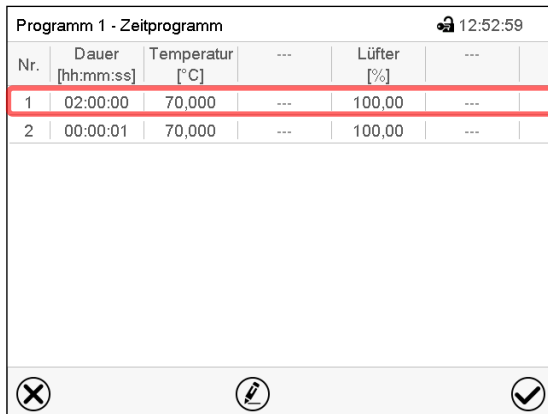 Programm 1 - Zeitprogramm 12:52:59
Nr. Dauer [hh:mm:ss] Temperatur [°C] --- Lüfter [%] ---
1 02:00:00 70,000 --- 100,00 ---
2 00:00:01 70,000 --- 100,00 ---